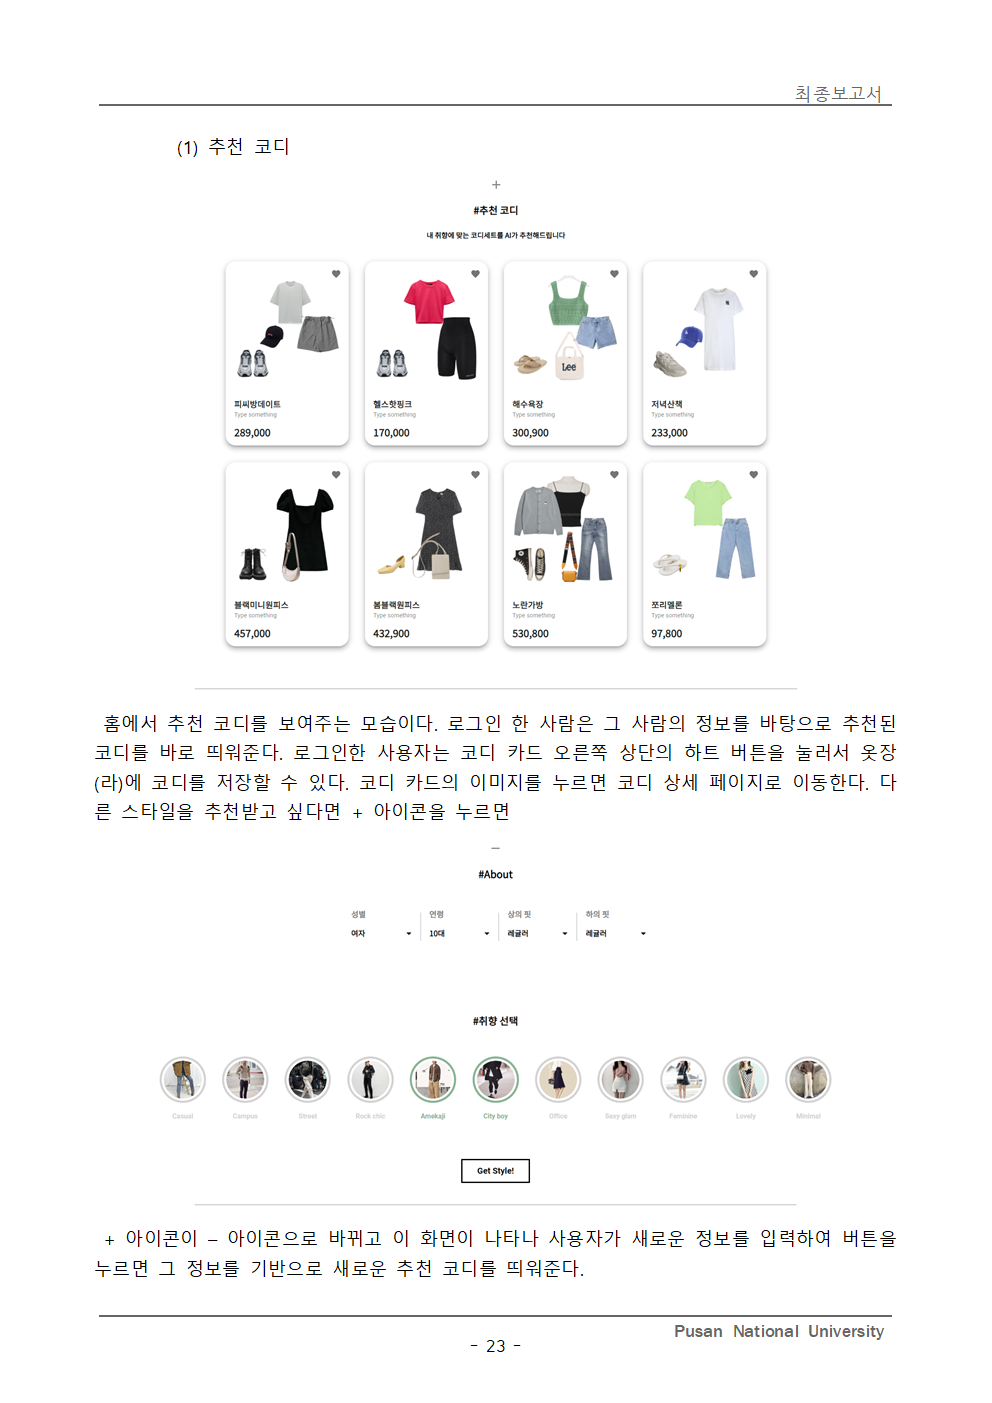 최종보고서
(1) 추천 코디
+
#추천 코디
내 취향에 맞는 코디세트를 AI가 추천해드립니다
피씨방데이트 헬스핫핑크 해수욕장 저녁산책
Type something Type something Type something Type something
289,000 170,000 300,900 233,000
Lee
블랙미니원피스 봄블랙원피스 노란가방 쪼리멜론
Type something Type something Type something Type something
457,000 432,900 530,800 97,800
홈에서 추천 코디를 보여주는 모습이다. 로그인 한 사람은 그 사람의 정보를 바탕으로 추천된
코디를 바로 띄워준다. 로그인한 사용자는 코디 카드 오른쪽 상단의 하트 버튼을 눌러서 옷장
(라)에 코디를 저장할 수 있다. 코디 카드의 이미지를 누르면 코디 상세 페이지로 이동한다. 다
른 스타일을 추천받고 싶다면 + 아이콘을 누르면
–
#About
성별 연령 상의 핏 하의 핏
여자 10대 레귤러 레귤러
#취향 선택
Casual Campus Street Rock chic Amekaji City boy Office Sexy glam Feminine Lovely Minimal
Get Style!
+ 아이콘이 – 아이콘으로 바뀌고 이 화면이 나타나 사용자가 새로운 정보를 입력하여 버튼을
누르면 그 정보를 기반으로 새로운 추천 코디를 띄워준다.
Pusan National University
- 23 -